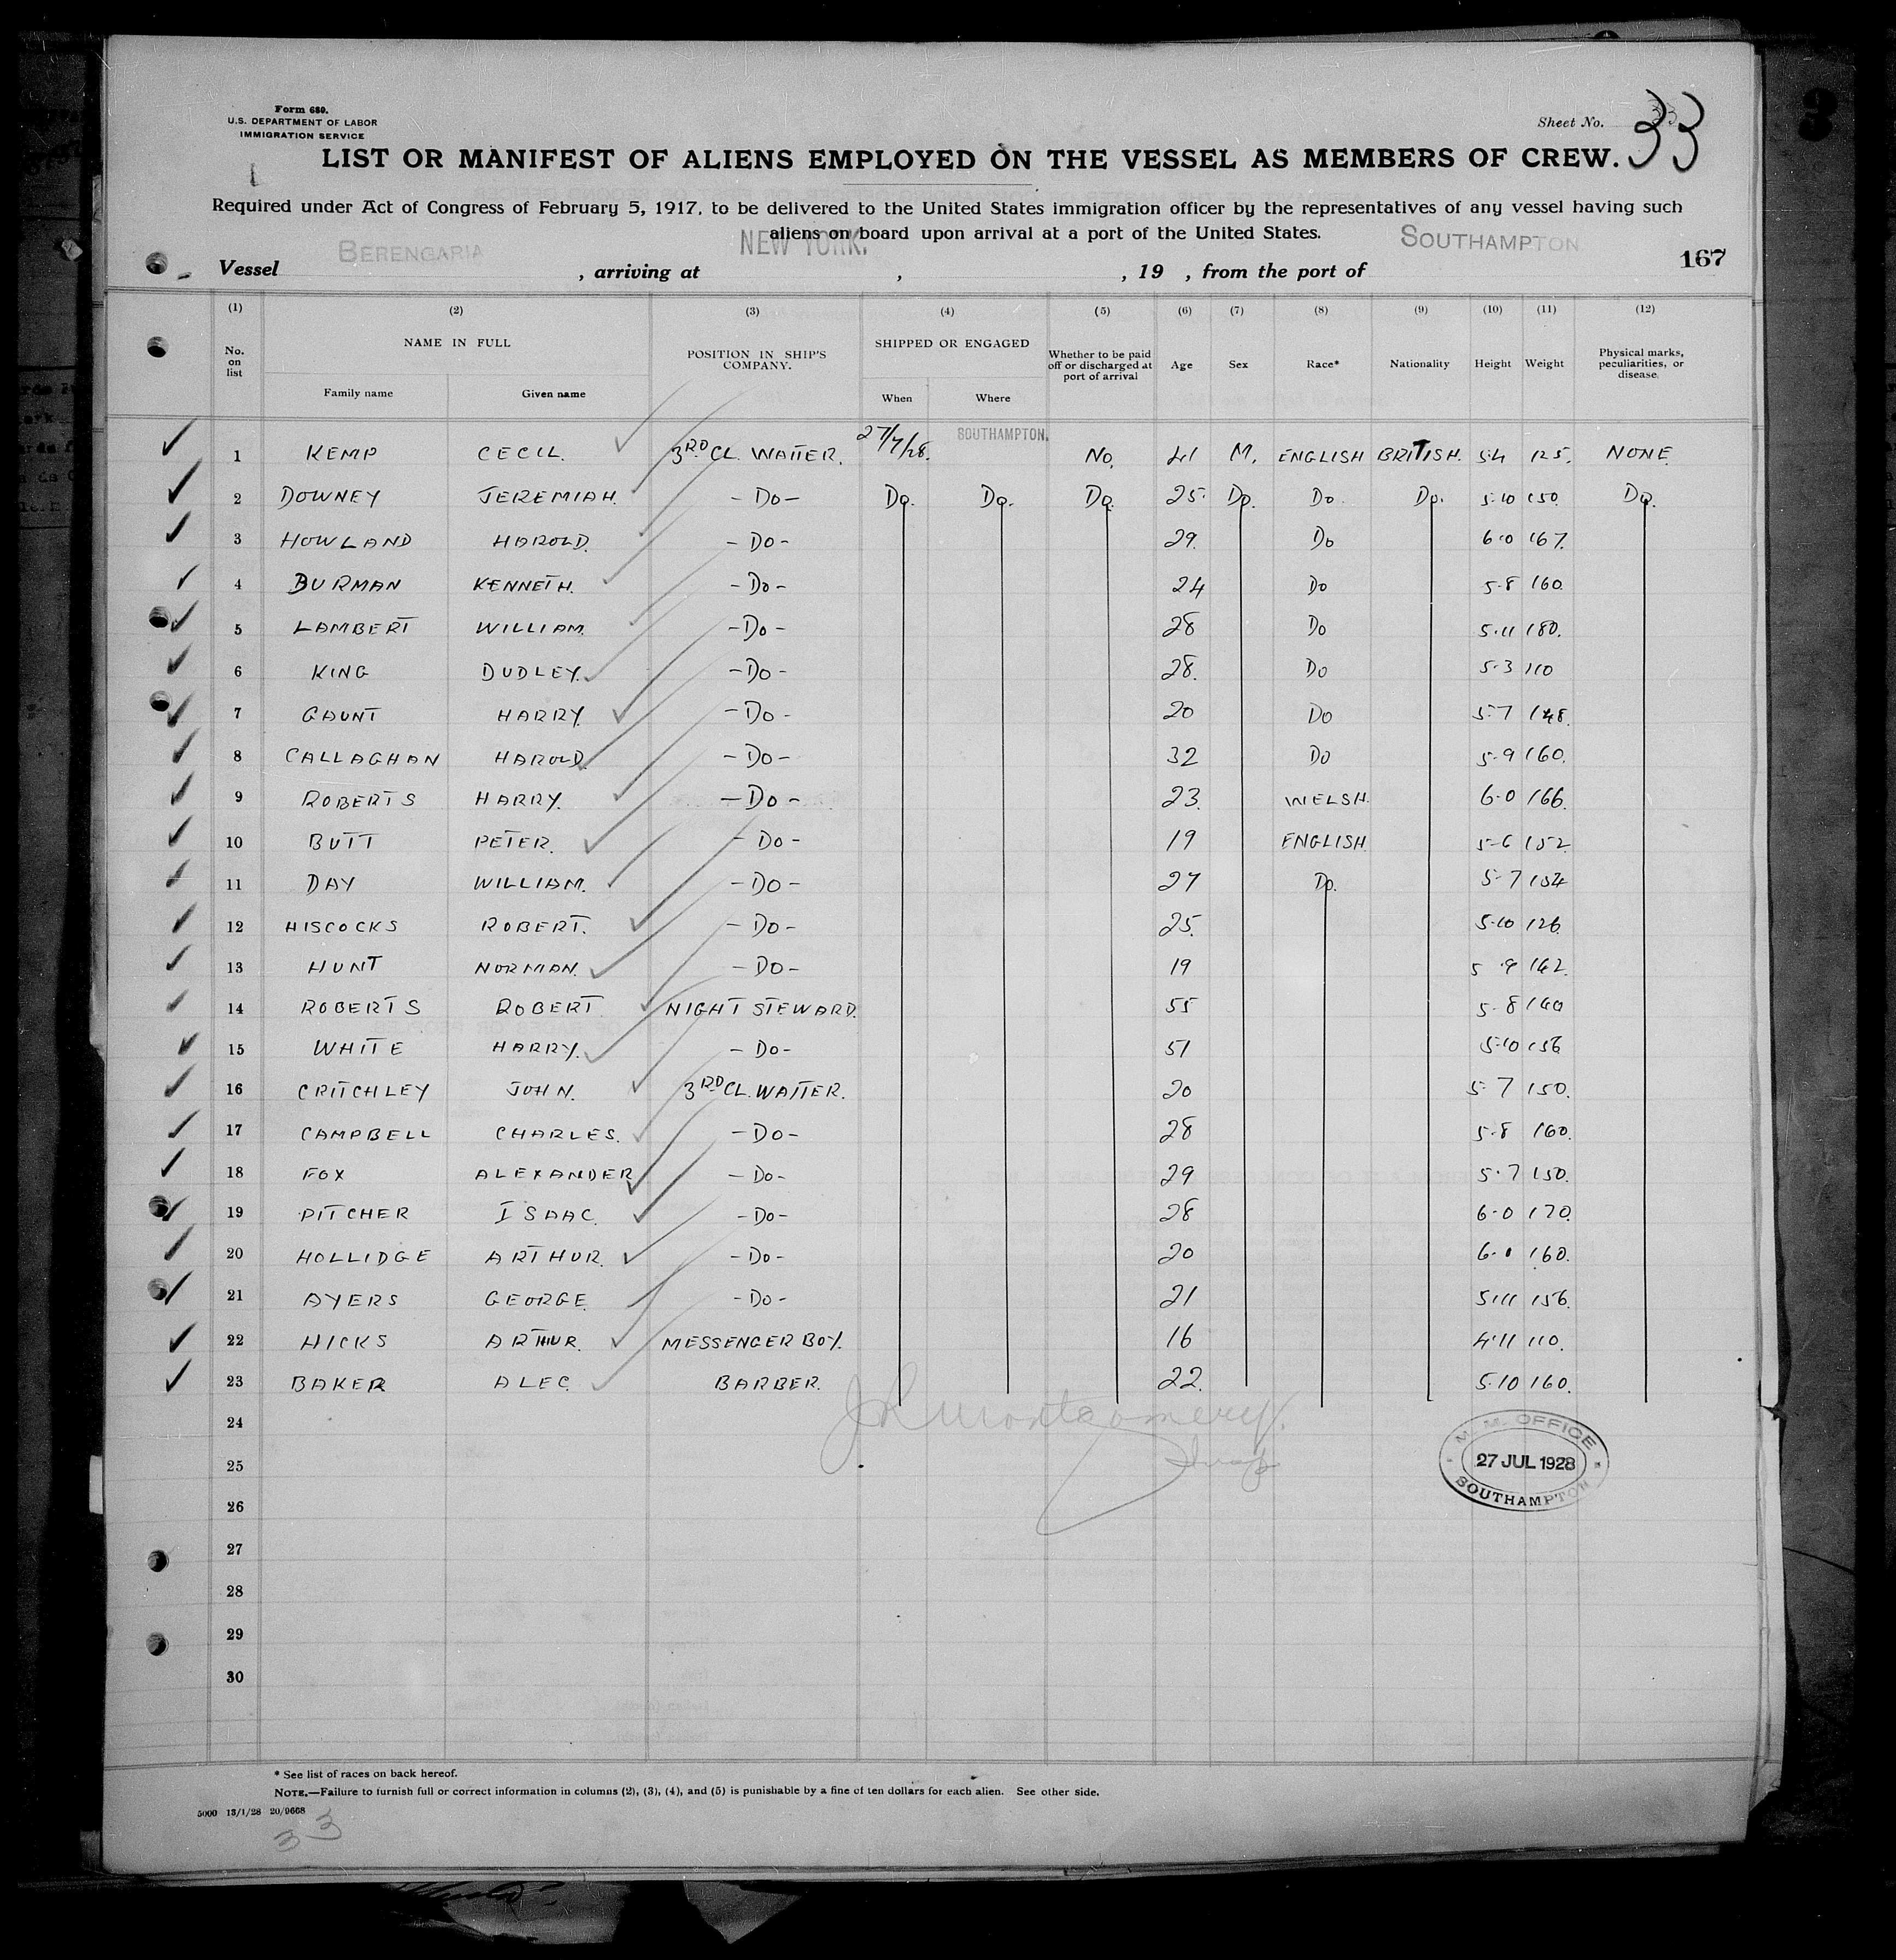 Form 680.
U.S. DEPARTMENT OF LABOR
IMMIGRATION SERVICE
Sheet No. 33
LIST OR MANIFEST OF ALIENS EMPLOYED ON THE VESSEL AS MEMBERS OF CREW.
Required under Act of Congress of February 5, 1917, to be delivered to the United States immigration officer by the representatives of any vessel having such
aliens on board upon arrival at a port of the United States.
Vessel BERENGARIA, arriving at NEW YORK. , , 19 , from the port of SOUTHAMPTON 167
(1) (2) (3) (4) (5) (6) (7) (8) (9) (10) (11) (12)
No. on list NAME IN FULL Family name Given name POSITION IN SHIP'S COMPANY. SHIPPED OR ENGAGED When Where Whether to be paid off or discharged at port of arrival Age Sex Race* Nationality Height Weight Physical marks, peculiarities, or disease.
1 KEMP CECIL. 3RD CL. WAITER. 27/7/28. SOUTHAMPTON. No. 41 M. ENGLISH BRITISH. 5.4 125. NONE
2 DOWNEY JEREMIAH. - Do - Do. Do. Do. 25. Do. Do. Do. 5.10 150. Do.
3 HOWLAND HAROLD. - Do - 29. Do 6.0 167.
4 BURMAN KENNETH. - Do - 24 Do 5.8 160.
5 LAMBERT WILLIAM. - Do - 28 Do 5.11 180.
6 KING DUDLEY. - Do - 28. Do 5.3 110
7 GAUNT HARRY. - Do - 20 Do 5.7 148.
8 CALLAGHAN HAROLD. - Do - 32 Do 5.9 160.
9 ROBERTS HARRY. - Do - 23. WELSH. 6.0 166.
10 BUTT PETER. - Do - 19 ENGLISH. 5-6 152
11 DAY WILLIAM. - Do - 27 Do. 5.7 154
12 HISCOCKS ROBERT. - Do - 25. 5.10 126.
13 HUNT NORMAN. - Do - 19 5 9 162.
14 ROBERTS ROBERT NIGHT STEWARD. 55 5.8
15 WHITE HARRY. - Do - 51 5.10 156
16 CRITCHLEY JOHN. 3RD CL. WAITER. 20 5.7 150.
17 CAMPBELL CHARLES. - Do - 28 5.8 160.
18 FOX ALEXANDER - Do - 29 5.7 150.
19 PITCHER ISAAC. - Do - 28 6.0 170.
20 HOLLIDGE ARTHUR. - Do - 20 6. 160.
21 AYERS GEORGE. - Do - 21 5.11 156.
22 HICKS ARTHUR. MESSENGER BOY. 16 4.11 110.
23 BAKER ALEC. BARBER. 22. 5.10 160.
24
J R Montgomery.
25
26
27
28
29
30
M. M. OFFICE
27 JUL 1928
SOUTHAMPTON
* See list of races on back hereof.
NOTE.—Failure to furnish full or correct information in columns (2), (3), (4), and (5) is punishable by a fine of ten dollars for each alien. See other side.
5000 13/1/28 20/9668
33